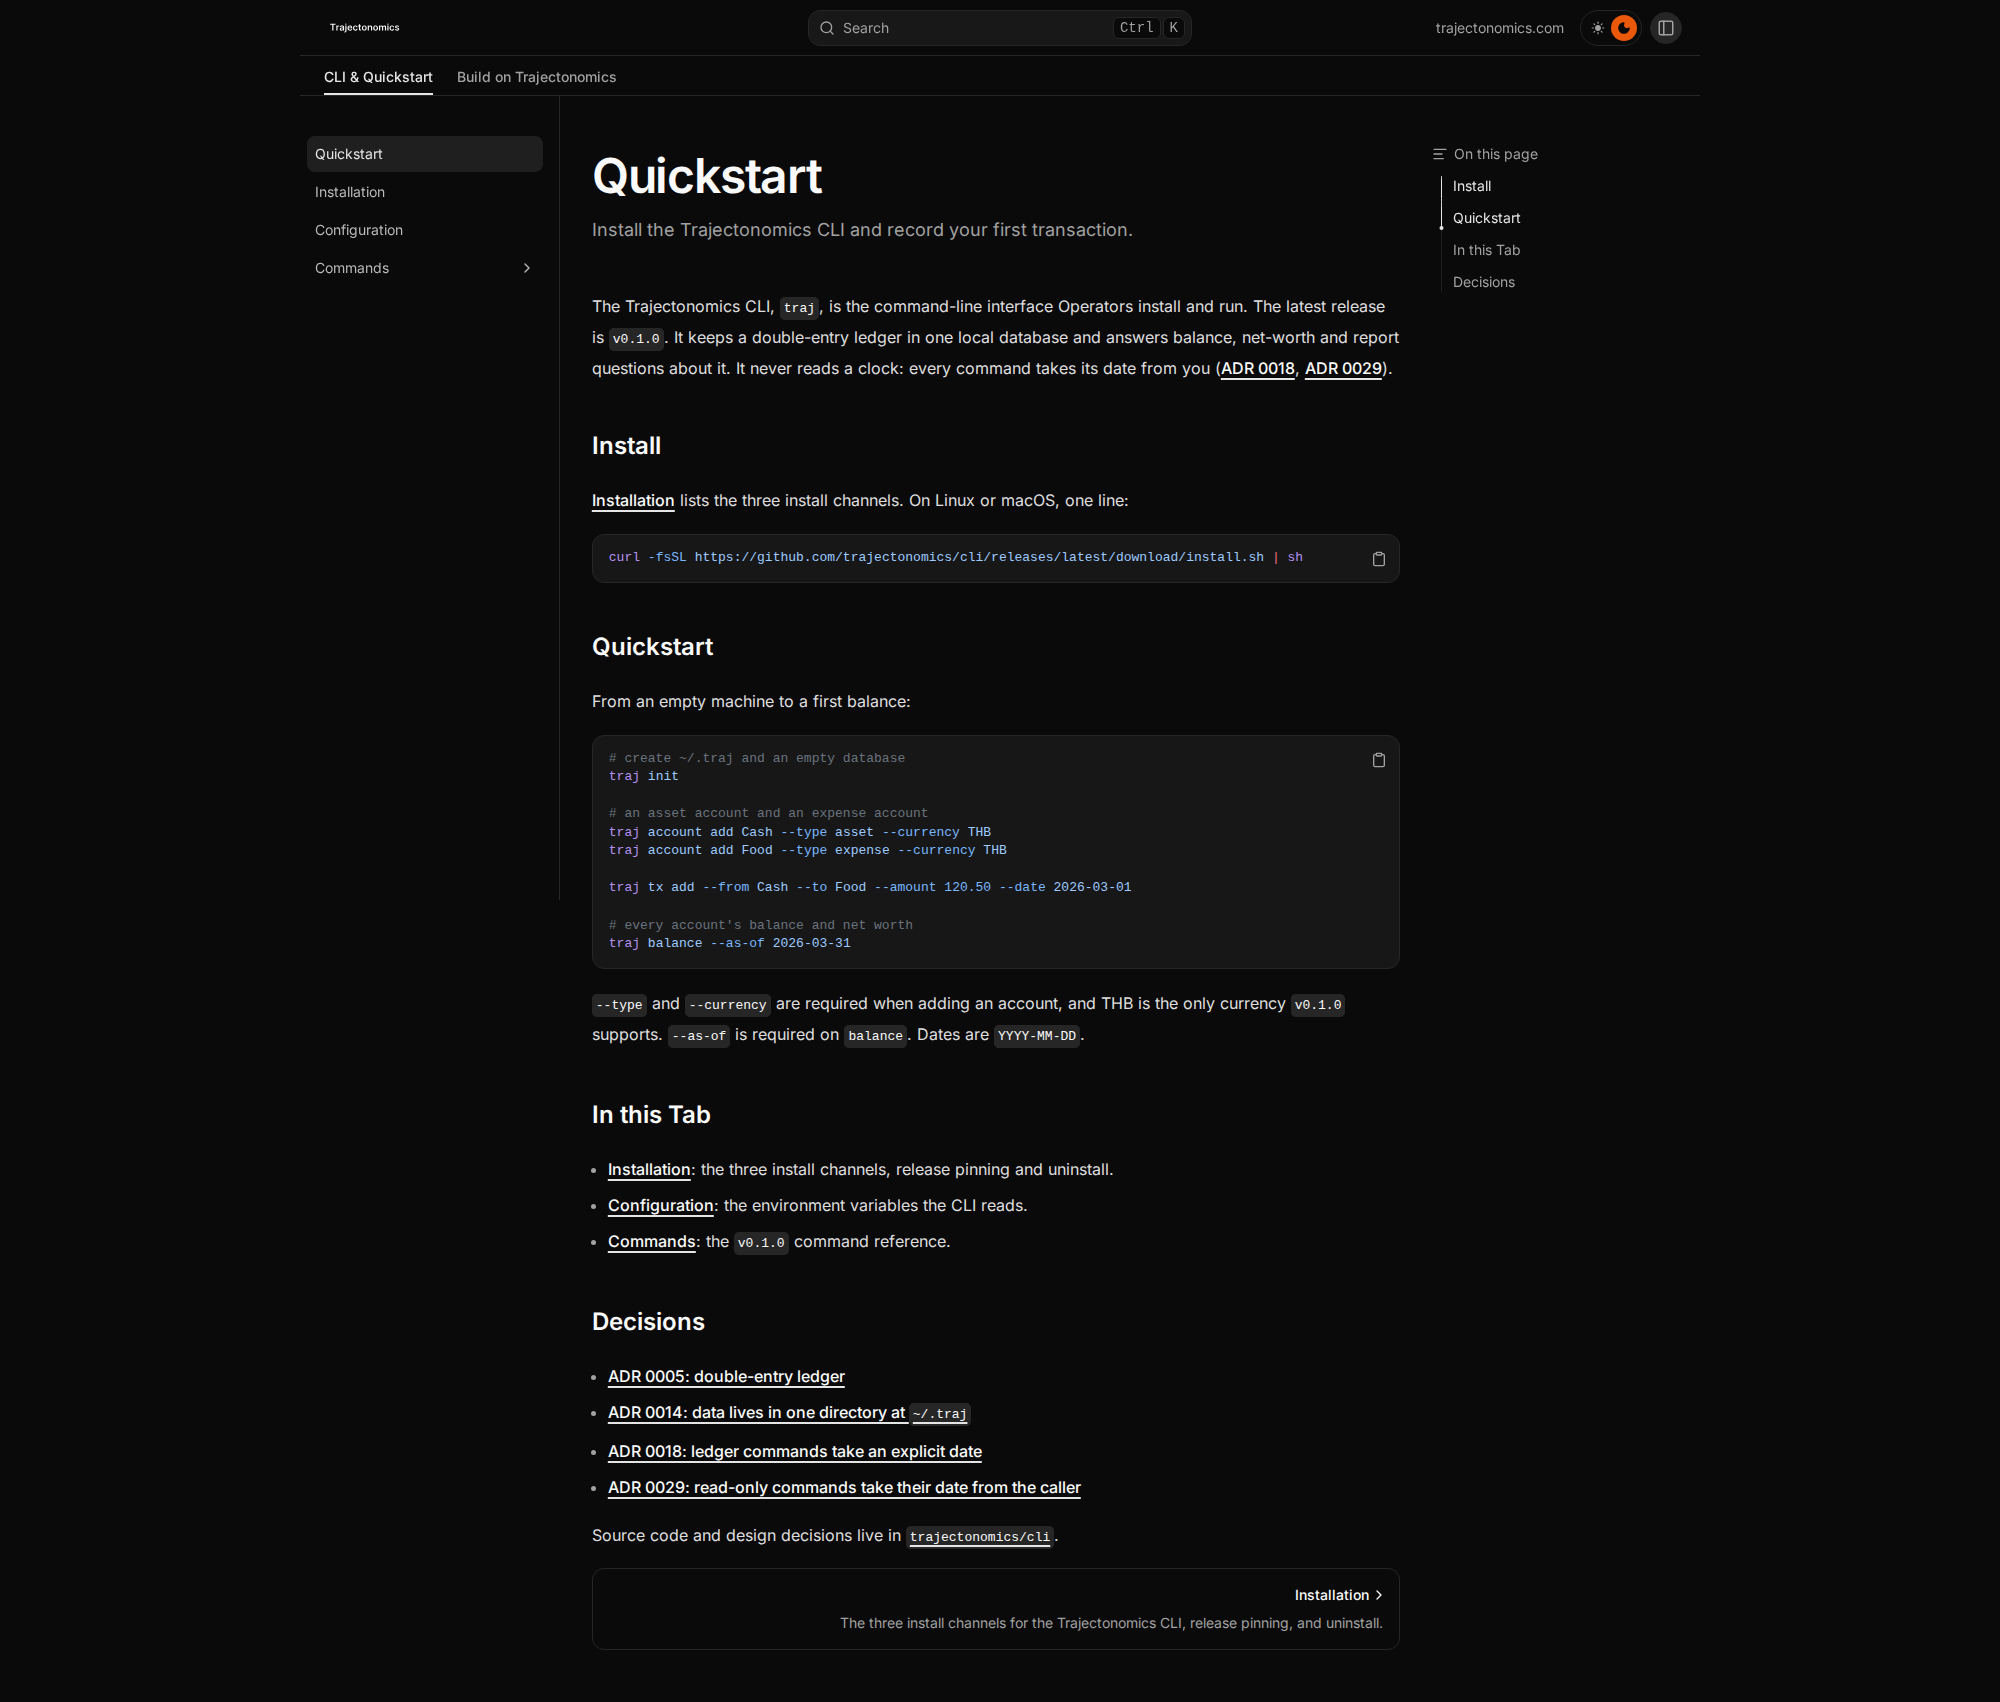 Trajectonomics
Search
Ctrl K
trajectonomics.com
CLI & Quickstart
Build on Trajectonomics
Quickstart
Installation
Configuration
Commands
Quickstart
Install the Trajectonomics CLI and record your first transaction.
The Trajectonomics CLI, traj, is the command-line interface Operators install and run. The latest release
is v0.1.0. It keeps a double-entry ledger in one local database and answers balance, net-worth and report
questions about it. It never reads a clock: every command takes its date from you (ADR 0018, ADR 0029).
Install
Installation lists the three install channels. On Linux or macOS, one line:
curl -fsSL https://github.com/trajectonomics/cli/releases/latest/download/install.sh | sh
Quickstart
From an empty machine to a first balance:
# create ~/.traj and an empty database
traj init
# an asset account and an expense account
traj account add Cash --type asset --currency THB
traj account add Food --type expense --currency THB
traj tx add --from Cash --to Food --amount 120.50 --date 2026-03-01
# every account's balance and net worth
traj balance --as-of 2026-03-31
--type and --currency are required when adding an account, and THB is the only currency v0.1.0
supports. --as-of is required on balance. Dates are YYYY-MM-DD.
In this Tab
Installation: the three install channels, release pinning and uninstall.
Configuration: the environment variables the CLI reads.
Commands: the v0.1.0 command reference.
Decisions
ADR 0005: double-entry ledger
ADR 0014: data lives in one directory at ~/.traj
ADR 0018: ledger commands take an explicit date
ADR 0029: read-only commands take their date from the caller
Source code and design decisions live in trajectonomics/cli.
Installation
The three install channels for the Trajectonomics CLI, release pinning, and uninstall.
On this page
Install
Quickstart
In this Tab
Decisions